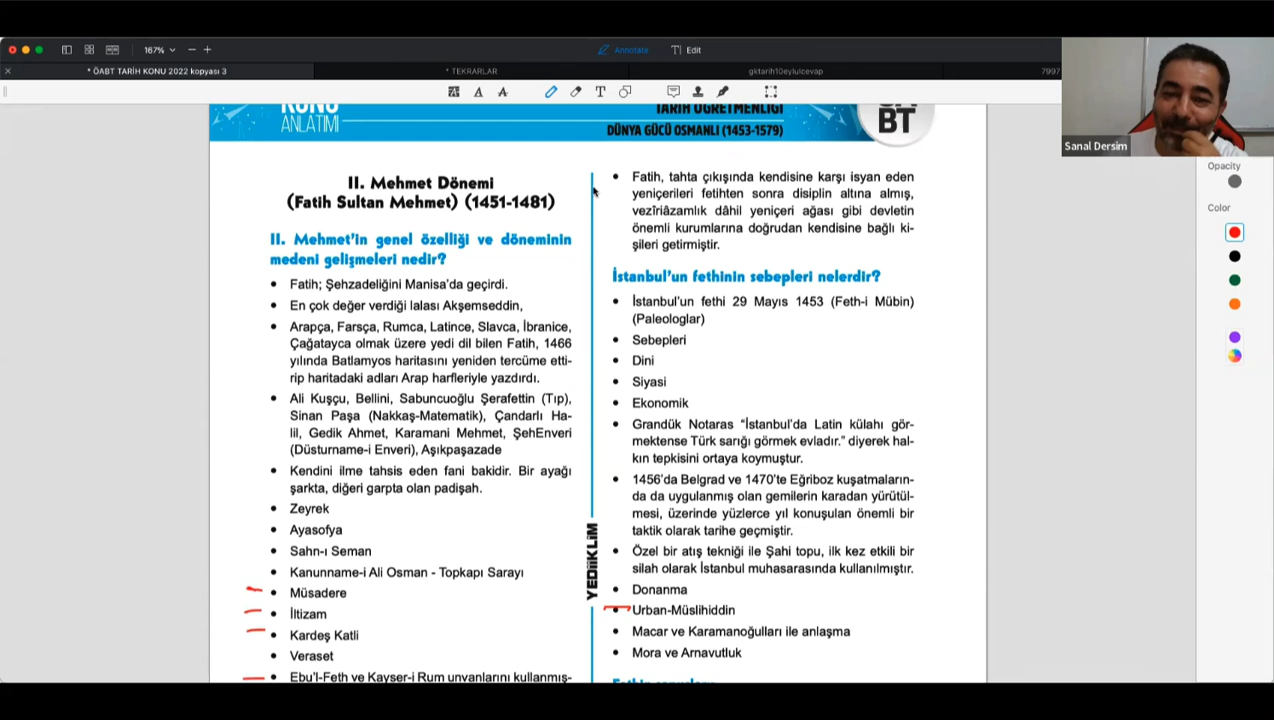 167%
Annotate
Edit
* ÖABT TARİH KONU 2022 kopyası 3
* TEKRARLAR
gktarih10eylulcevap
7997
Sanal Dersim
Opacity
Color
KONU
ANLATIMI
TARİH ÖĞRETMENLİĞİ
DÜNYA GÜCÜ OSMANLI (1453-1579)
BT
II. Mehmet Dönemi
(Fatih Sultan Mehmet) (1451-1481)
II. Mehmet'in genel özelliği ve döneminin
medeni gelişmeleri nedir?
• Fatih; Şehzadeliğini Manisa'da geçirdi.
• En çok değer verdiği lalası Akşemseddin,
• Arapça, Farsça, Rumca, Latince, Slavca, İbranice,
Çağatayca olmak üzere yedi dil bilen Fatih, 1466
yılında Batlamyos haritasını yeniden tercüme etti-
rip haritadaki adları Arap harfleriyle yazdırdı.
• Ali Kuşçu, Bellini, Sabuncuoğlu Şerafettin (Tıp),
Sinan Paşa (Nakkaş-Matematik), Çandarlı Ha-
lil, Gedik Ahmet, Karamani Mehmet, ŞehEnveri
(Düsturname-i Enveri), Aşıkpaşazade
• Kendini ilme tahsis eden fani bakidir. Bir ayağı
şarkta, diğeri garpta olan padişah.
• Zeyrek
• Ayasofya
• Sahn-ı Seman
• Kanunname-i Ali Osman - Topkapı Sarayı
• Müsadere
• İltizam
• Kardeş Katli
• Veraset
• Ebu'l-Feth ve Kayser-i Rum unvanlarını kullanmış-
YEDİİKLİM
• Fatih, tahta çıkışında kendisine karşı isyan eden
yeniçerileri fetihten sonra disiplin altına almış,
vezîriâzamlık dâhil yeniçeri ağası gibi devletin
önemli kurumlarına doğrudan kendisine bağlı ki-
şileri getirmiştir.
İstanbul'un fethinin sebepleri nelerdir?
• İstanbul'un fethi 29 Mayıs 1453 (Feth-i Mübin)
(Paleologlar)
• Sebepleri
• Dini
• Siyasi
• Ekonomik
• Grandük Notaras “İstanbul'da Latin külahı gör-
mektense Türk sarığı görmek evladır.” diyerek hal-
kın tepkisini ortaya koymuştur.
• 1456'da Belgrad ve 1470'te Eğriboz kuşatmaların-
da da uygulanmış olan gemilerin karadan yürütül-
mesi, üzerinde yüzlerce yıl konuşulan önemli bir
taktik olarak tarihe geçmiştir.
• Özel bir atış tekniği ile Şahi topu, ilk kez etkili bir
silah olarak İstanbul muhasarasında kullanılmıştır.
• Donanma
• Urban-Müslihiddin
• Macar ve Karamanoğulları ile anlaşma
• Mora ve Arnavutluk